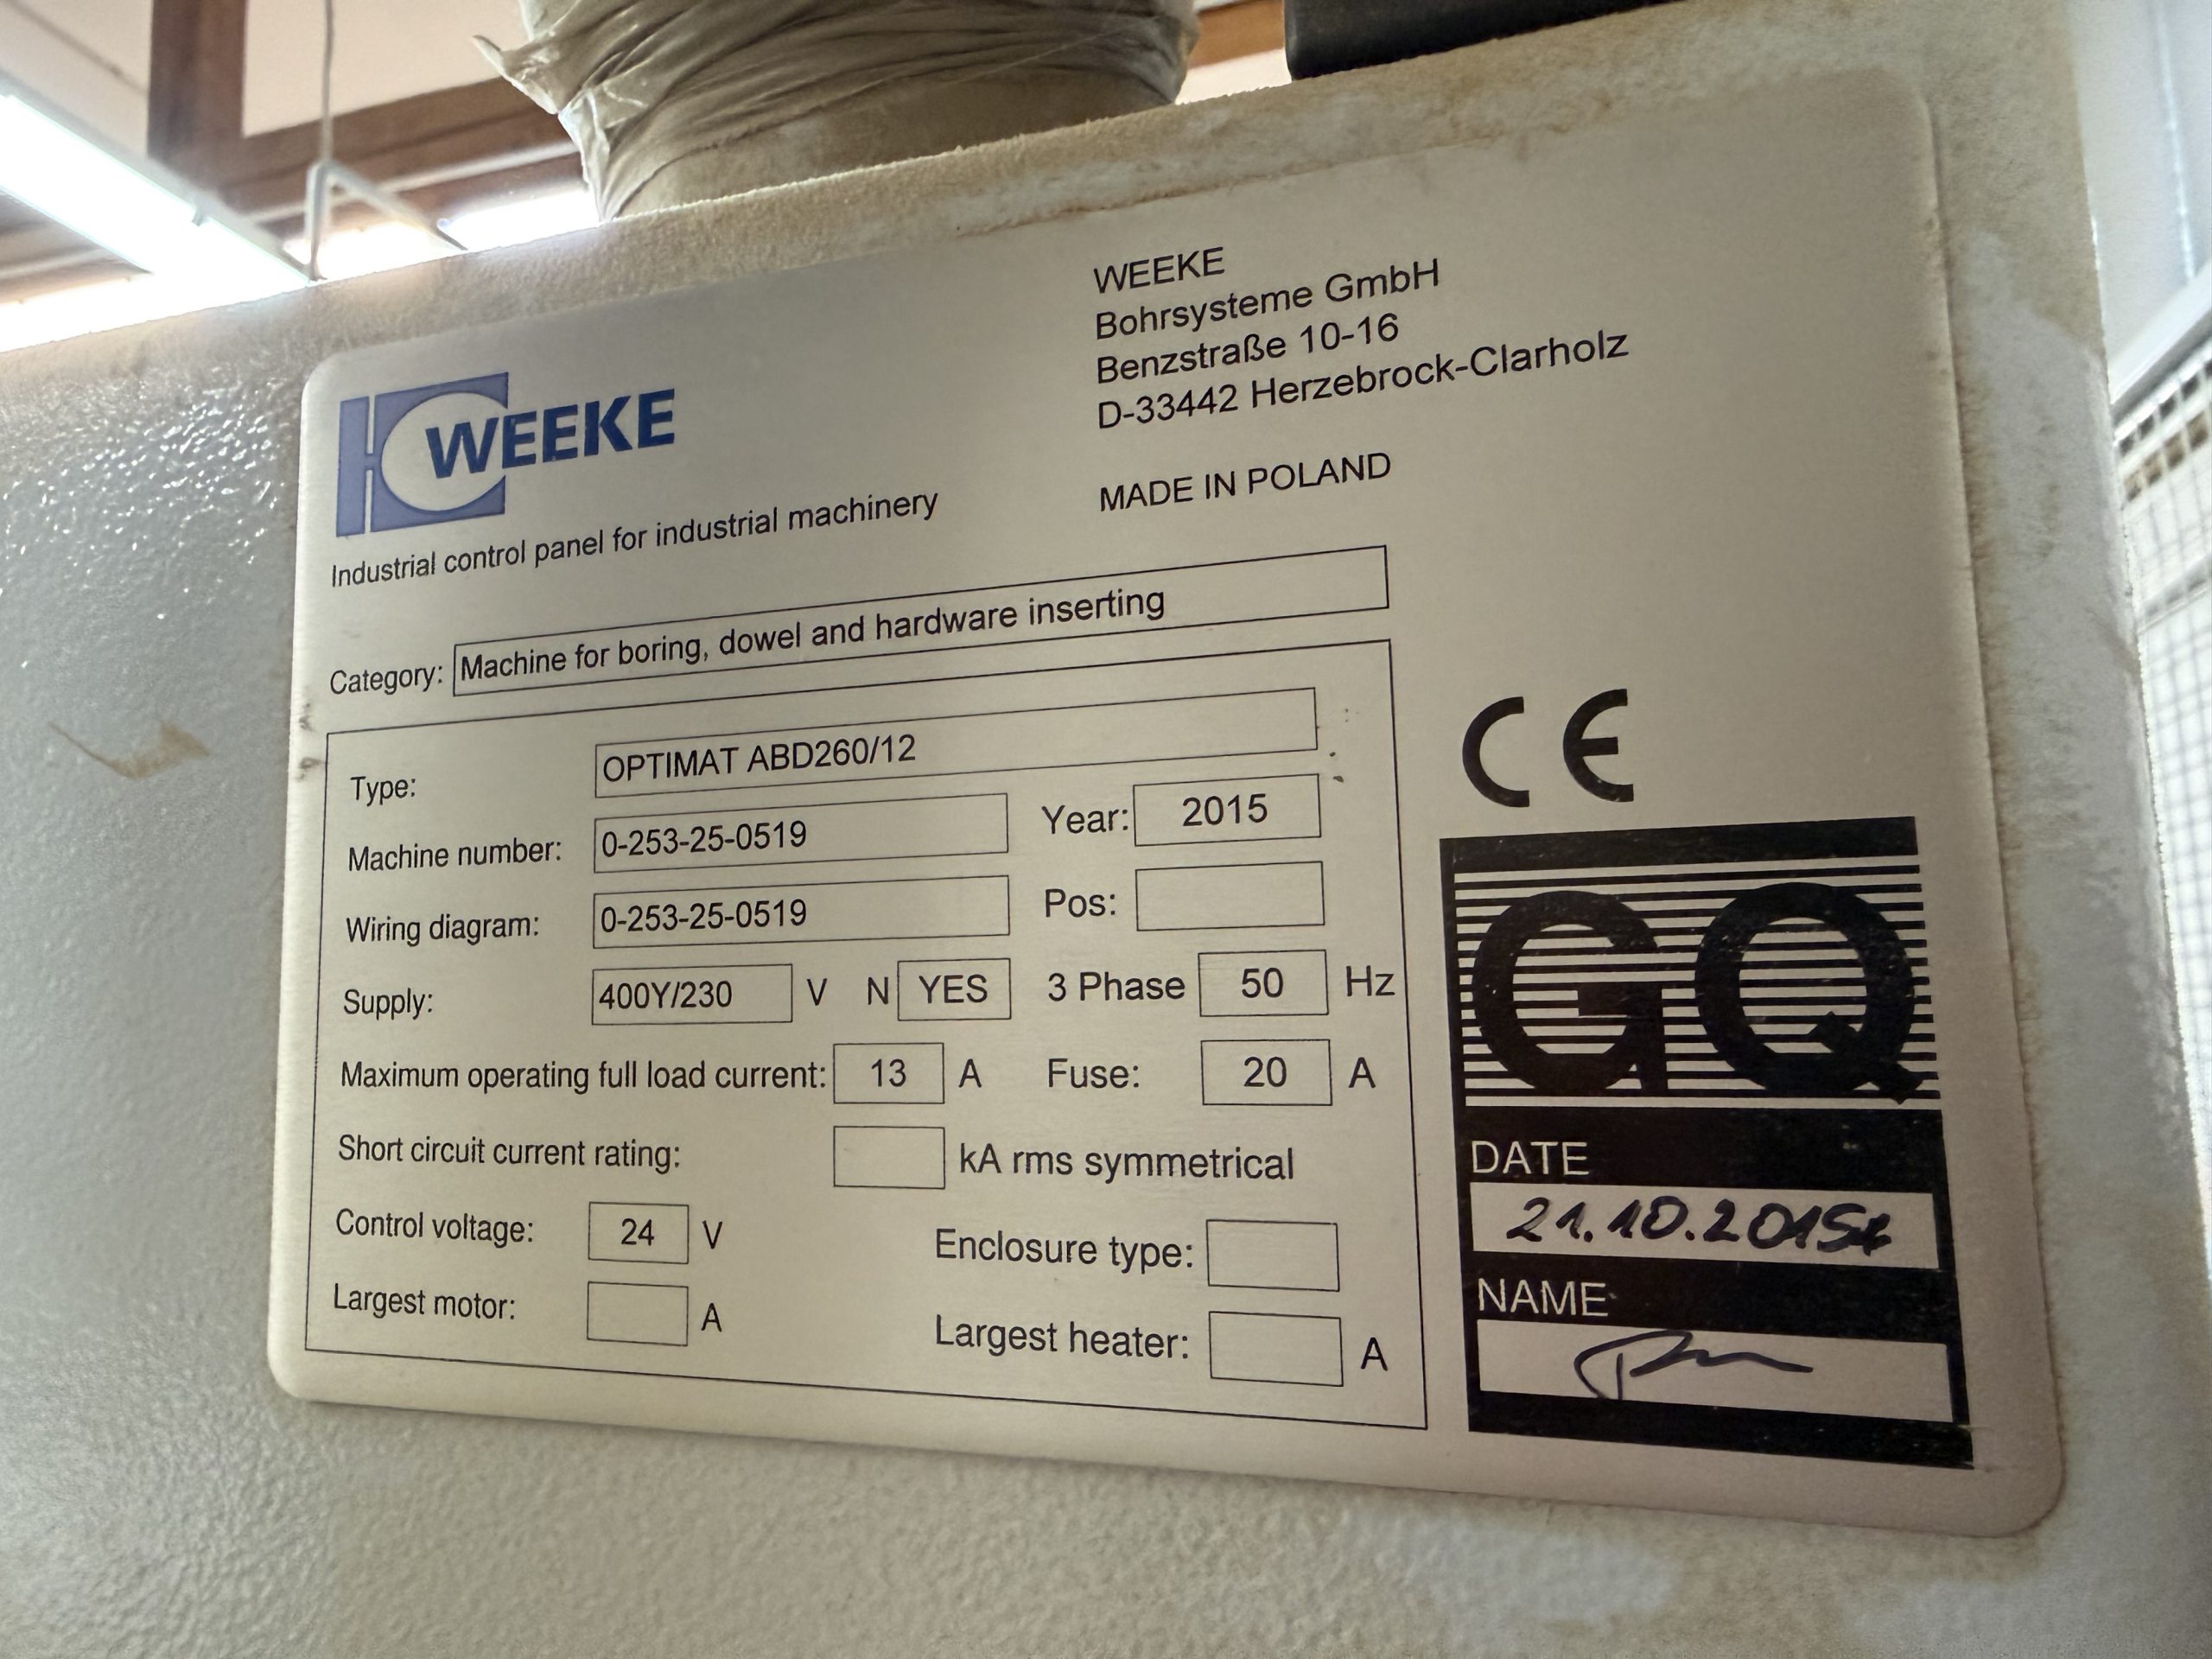 WEEKE
Bohrsysteme GmbH
Benzstraße 10-16
D-33442 Herzebrock-Clarholz
MADE IN POLAND
WEEKE
Industrial control panel for industrial machinery
Category: Machine for boring, dowel and hardware inserting
Type: OPTIMAT ABD260/12
Machine number: 0-253-25-0519 Year: 2015
Wiring diagram: 0-253-25-0519 Pos:
Supply: 400Y/230 V N YES 3 Phase 50 Hz
Maximum operating full load current: 13 A Fuse: 20 A
Short circuit current rating: kA rms symmetrical
Control voltage: 24 V Enclosure type:
Largest motor: A Largest heater: A
CE
GQ
DATE
21.10.2015
NAME